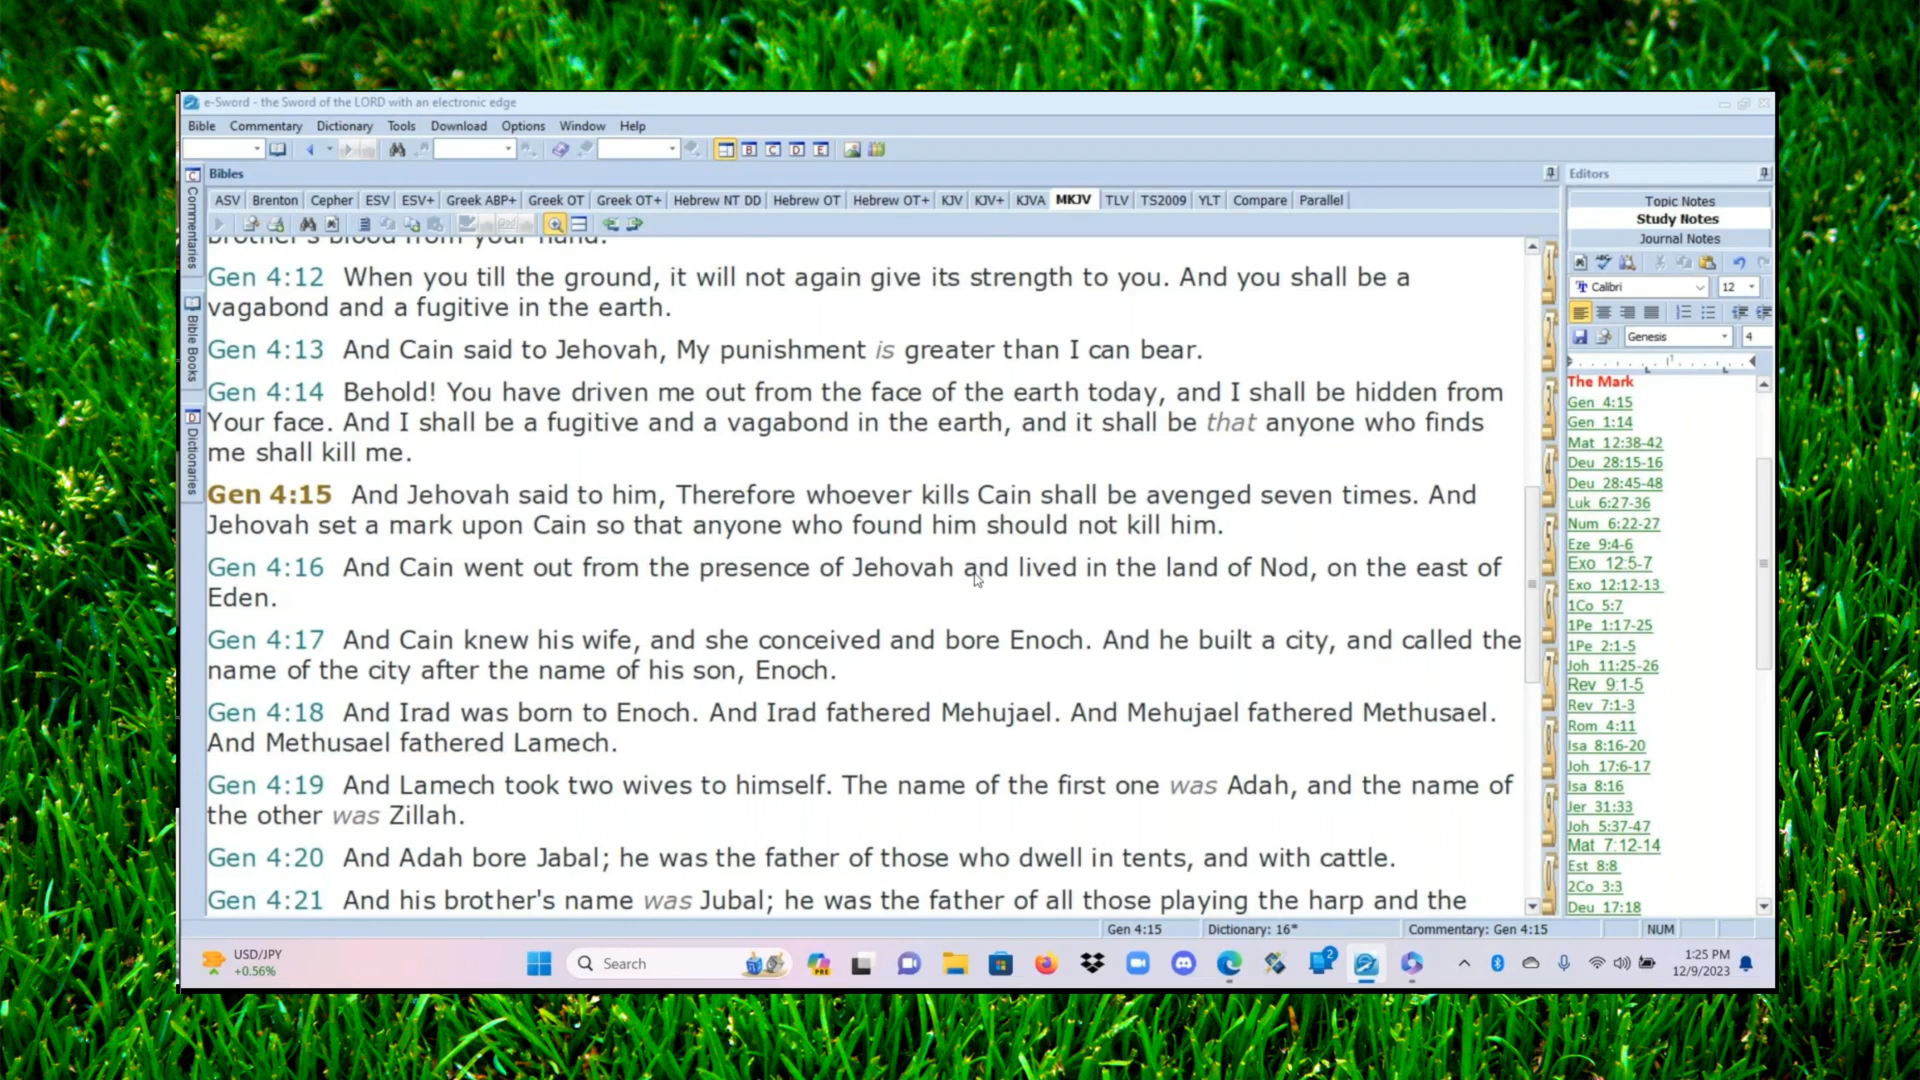 e-Sword - the Sword of the LORD with an electronic edge
Bible Commentary Dictionary Tools Download Options Window Help
B C D E
Bibles
Editors
ASV Brenton Cepher ESV ESV+ Greek ABP+ Greek OT Greek OT+ Hebrew NT DD Hebrew OT Hebrew OT+ KJV KJV+ KJVA MKJV TLV TS2009 YLT Compare Parallel
Topic Notes
Study Notes
Journal Notes
Commentaries
Bible Books
Dictionaries
Calibri 12
Genesis 4
brother's blood from your hand.
Gen 4:12 When you till the ground, it will not again give its strength to you. And you shall be a
vagabond and a fugitive in the earth.
Gen 4:13 And Cain said to Jehovah, My punishment is greater than I can bear.
Gen 4:14 Behold! You have driven me out from the face of the earth today, and I shall be hidden from
Your face. And I shall be a fugitive and a vagabond in the earth, and it shall be that anyone who finds
me shall kill me.
Gen 4:15 And Jehovah said to him, Therefore whoever kills Cain shall be avenged seven times. And
Jehovah set a mark upon Cain so that anyone who found him should not kill him.
Gen 4:16 And Cain went out from the presence of Jehovah and lived in the land of Nod, on the east of
Eden.
Gen 4:17 And Cain knew his wife, and she conceived and bore Enoch. And he built a city, and called the
name of the city after the name of his son, Enoch.
Gen 4:18 And Irad was born to Enoch. And Irad fathered Mehujael. And Mehujael fathered Methusael.
And Methusael fathered Lamech.
Gen 4:19 And Lamech took two wives to himself. The name of the first one was Adah, and the name of
the other was Zillah.
Gen 4:20 And Adah bore Jabal; he was the father of those who dwell in tents, and with cattle.
Gen 4:21 And his brother's name was Jubal; he was the father of all those playing the harp and the
1
2
3
4
5
6
7
8
9
The Mark
Gen 4:15
Gen 1:14
Mat 12:38-42
Deu 28:15-16
Deu 28:45-48
Luk 6:27-36
Num 6:22-27
Eze 9:4-6
Exo 12:5-7
Exo 12:12-13
1Co 5:7
1Pe 1:17-25
1Pe 2:1-5
Joh 11:25-26
Rev 9:1-5
Rev 7:1-3
Rom 4:11
Isa 8:16-20
Joh 17:6-17
Isa 8:16
Jer 31:33
Joh 5:37-47
Mat 7:12-14
Est 8:8
2Co 3:3
Deu 17:18
Gen 4:15 Dictionary: 16* Commentary: Gen 4:15 NUM
USD/JPY
+0.56%
Search
PRE
2
1:25 PM
12/9/2023